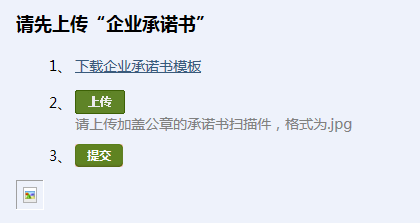 请先上传“企业承诺书”
1、 下载企业承诺书模板
2、 上传
请上传加盖公章的承诺书扫描件，格式为.jpg
3、 提交